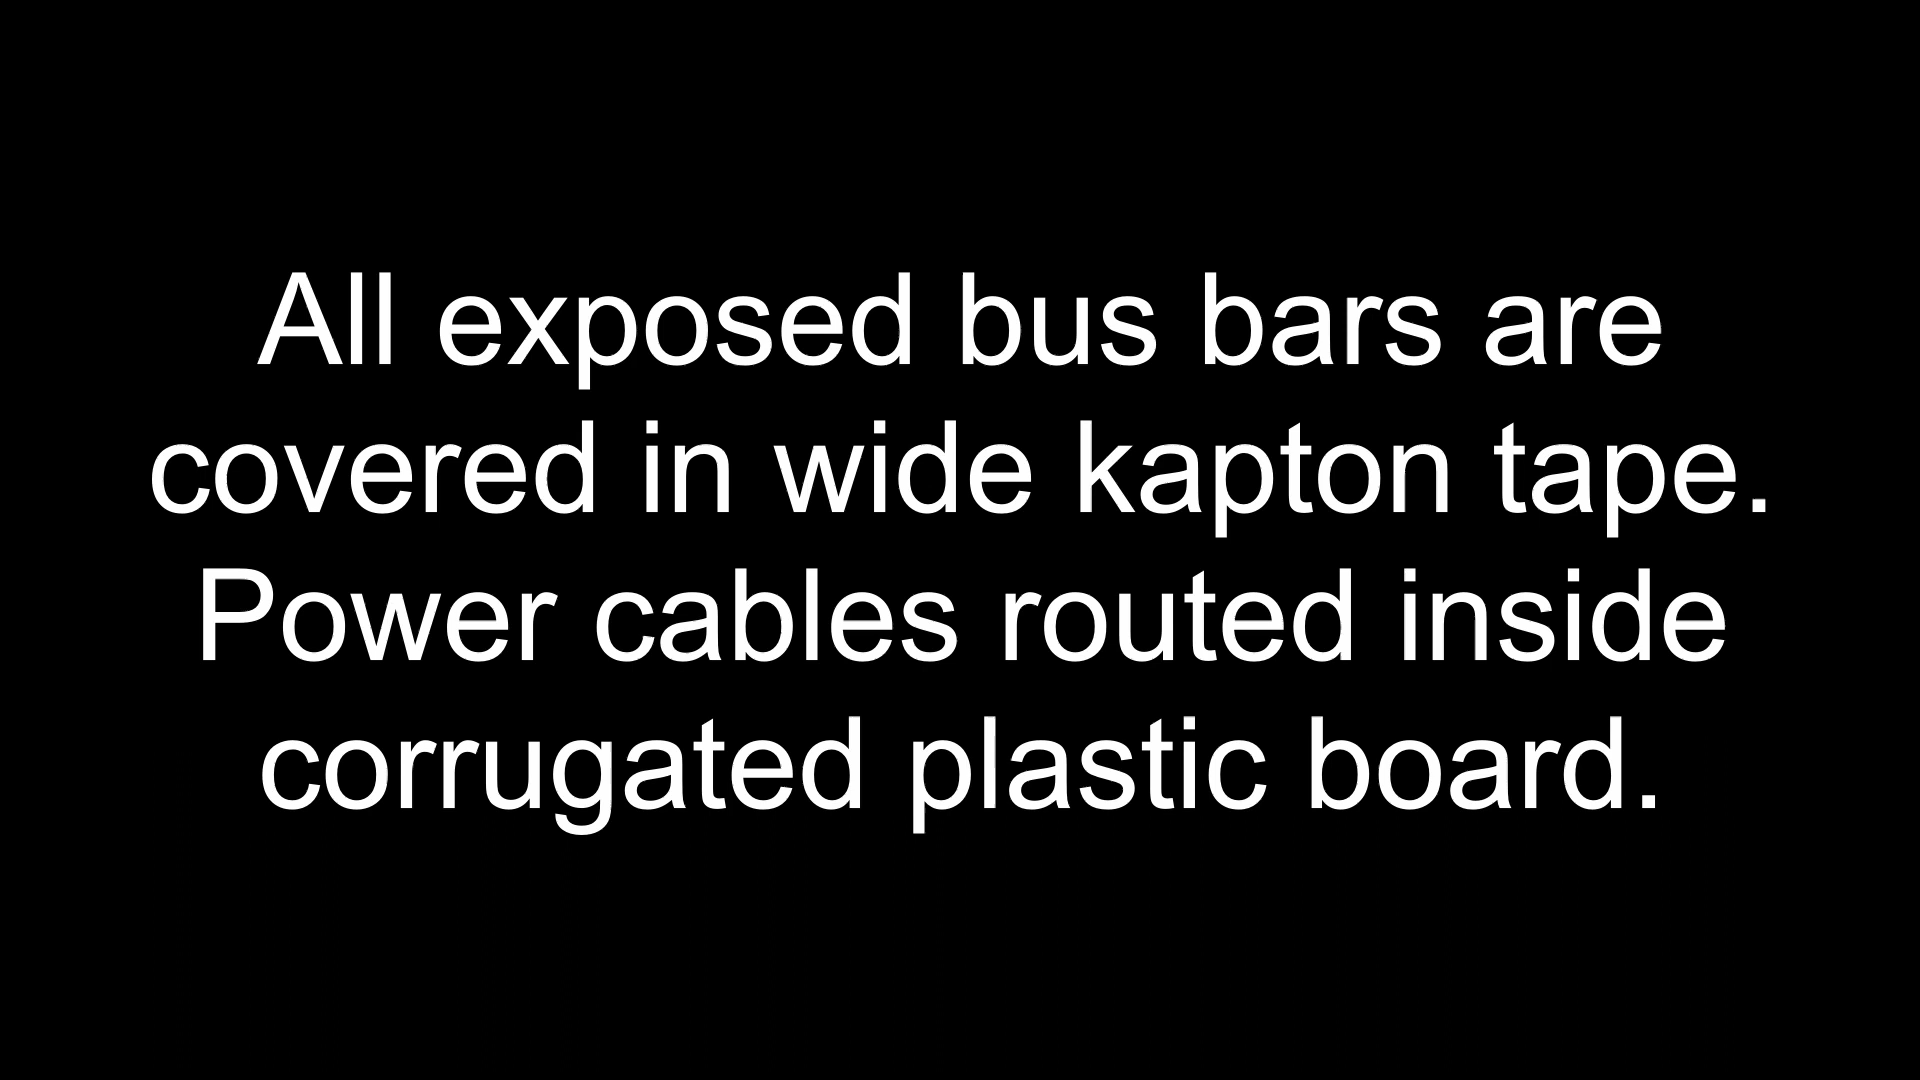 All exposed bus bars are
covered in wide kapton tape.
Power cables routed inside
corrugated plastic board.